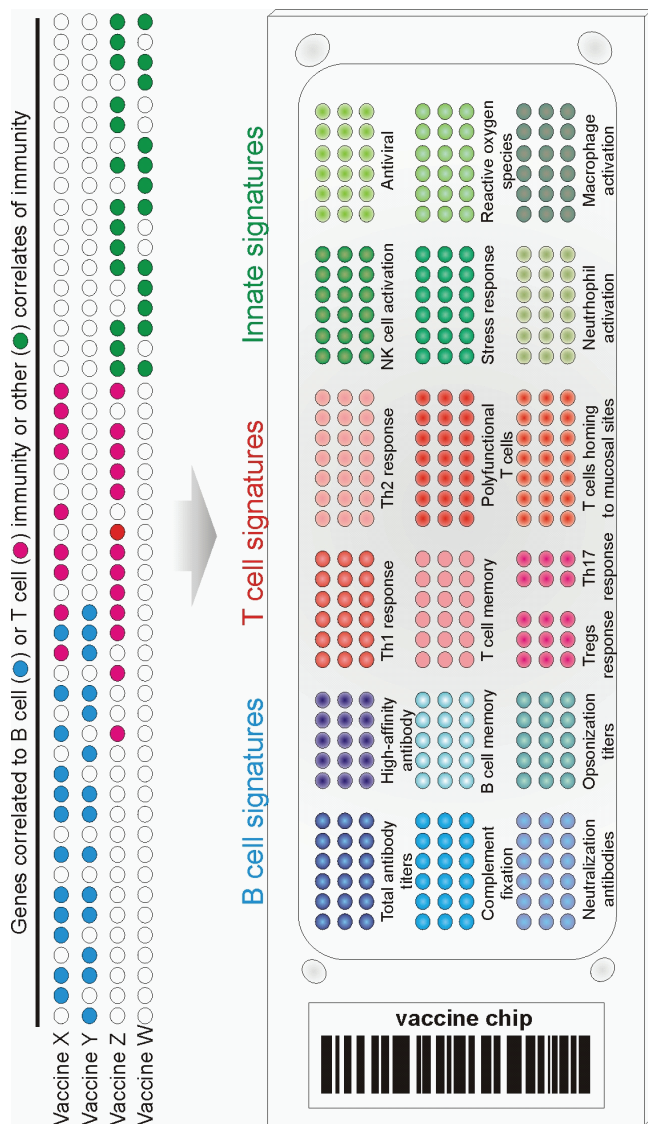 Genes correlated to B cell ( ) or T cell ( ) immunity or other ( ) correlates of immunity
Vaccine X
Vaccine Y
Vaccine Z
Vaccine W
B cell signatures
T cell signatures
Innate signatures
Total antibody
titers
High-affinity
antibody
Th1 response
Th2 response
NK cell activation
Antiviral
Complement
fixation
B cell memory
T cell memory
Polyfunctional
T cells
Stress response
Reactive oxygen
species
Neutralization
antibodies
Opsonization
titers
Tregs
response
Th17
response
T cells homing
to mucosal sites
Neutrhophil
activation
Macrophage
activation
vaccine chip